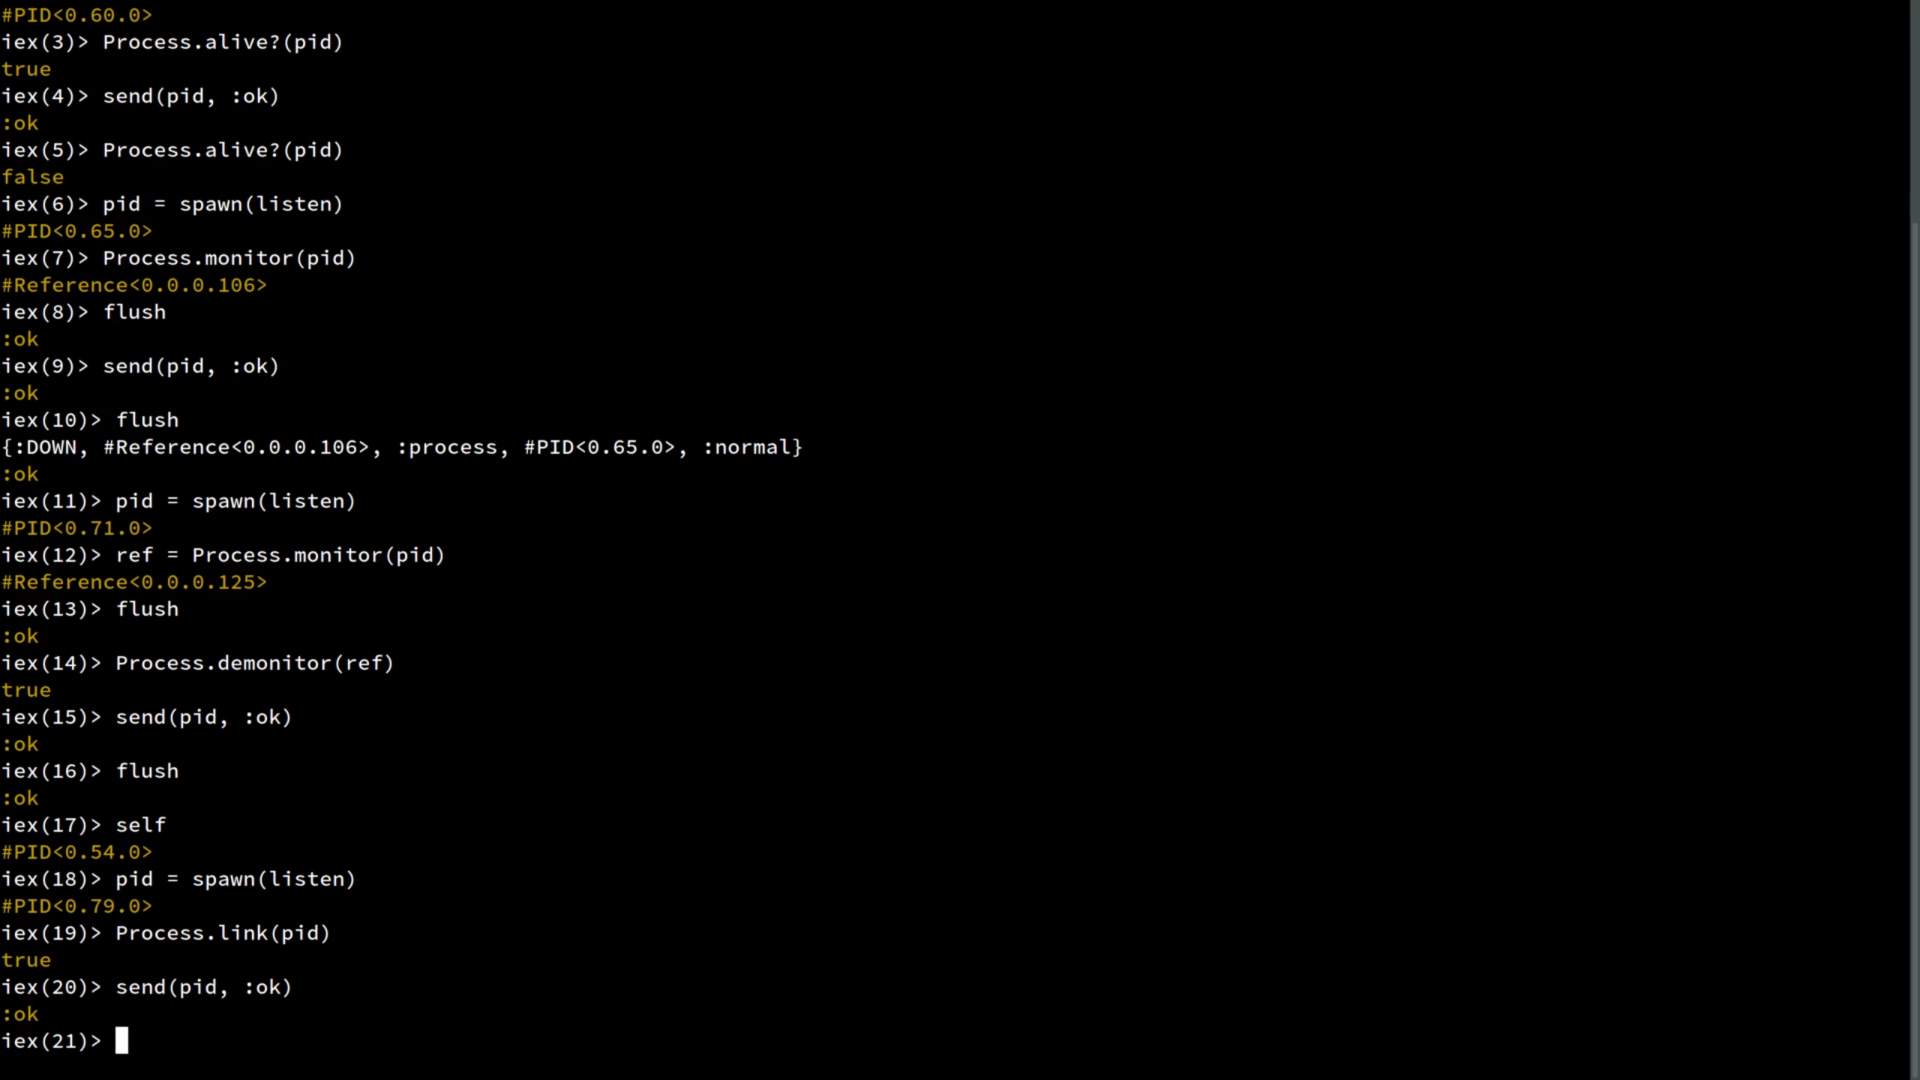 #PID<0.60.0>
iex(3)> Process.alive?(pid)
true
iex(4)> send(pid, :ok)
:ok
iex(5)> Process.alive?(pid)
false
iex(6)> pid = spawn(listen)
#PID<0.65.0>
iex(7)> Process.monitor(pid)
#Reference<0.0.0.106>
iex(8)> flush
:ok
iex(9)> send(pid, :ok)
:ok
iex(10)> flush
{:DOWN, #Reference<0.0.0.106>, :process, #PID<0.65.0>, :normal}
:ok
iex(11)> pid = spawn(listen)
#PID<0.71.0>
iex(12)> ref = Process.monitor(pid)
#Reference<0.0.0.125>
iex(13)> flush
:ok
iex(14)> Process.demonitor(ref)
true
iex(15)> send(pid, :ok)
:ok
iex(16)> flush
:ok
iex(17)> self
#PID<0.54.0>
iex(18)> pid = spawn(listen)
#PID<0.79.0>
iex(19)> Process.link(pid)
true
iex(20)> send(pid, :ok)
:ok
iex(21)>